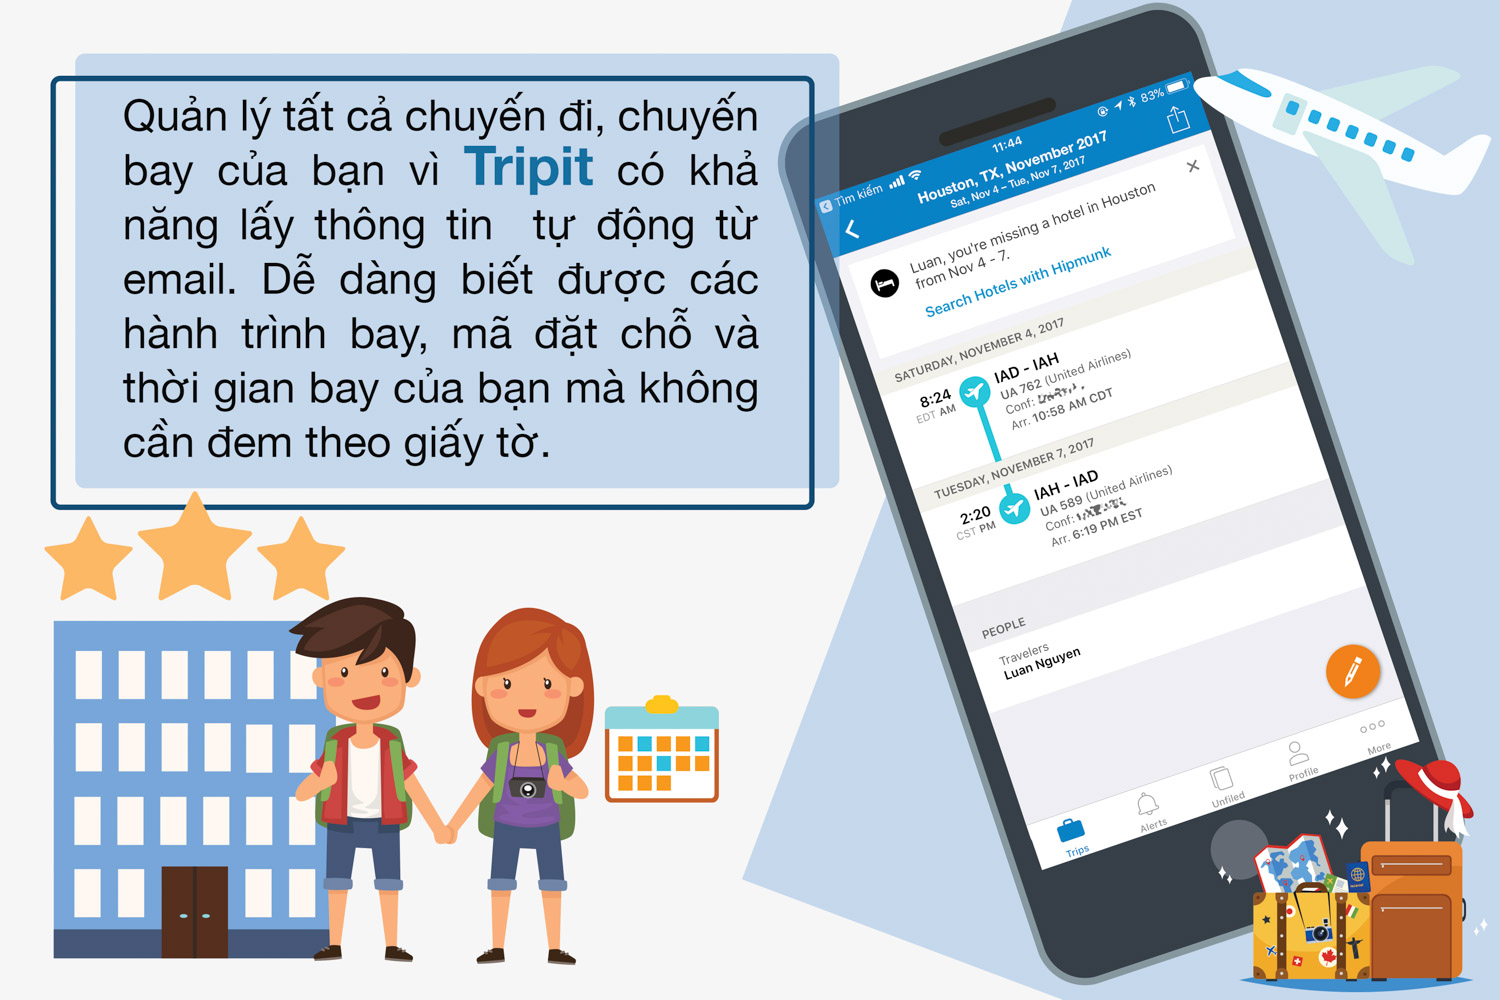 Quản lý tất cả chuyến đi, chuyến
bay của bạn vì Tripit có khả
năng lấy thông tin tự động từ
email. Dễ dàng biết được các
hành trình bay, mã đặt chỗ và
thời gian bay của bạn mà không
cần đem theo giấy tờ.
Tìm kiếm
11:44
83%
Houston, TX, November 2017
Sat, Nov 4 – Tue, Nov 7, 2017
Luan, you're missing a hotel in Houston
from Nov 4 - 7.
Search Hotels with Hipmunk
SATURDAY, NOVEMBER 4, 2017
8:24
EDT AM
IAD - IAH
UA 762 (United Airlines)
Conf:
Arr. 10:58 AM CDT
TUESDAY, NOVEMBER 7, 2017
2:20
CST PM
IAH - IAD
UA 589 (United Airlines)
Conf:
Arr. 6:19 PM EST
PEOPLE
Travelers
Luan Nguyen
Trips
Alerts
Unfiled
Profile
More